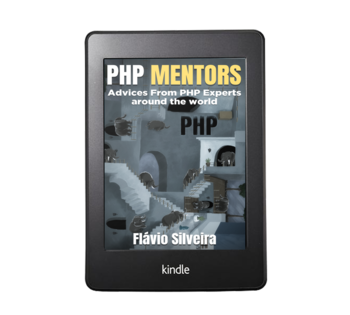 PHP MENTORS
Advices From PHP Experts
around the world
PHP
Flávio Silveira
kindle